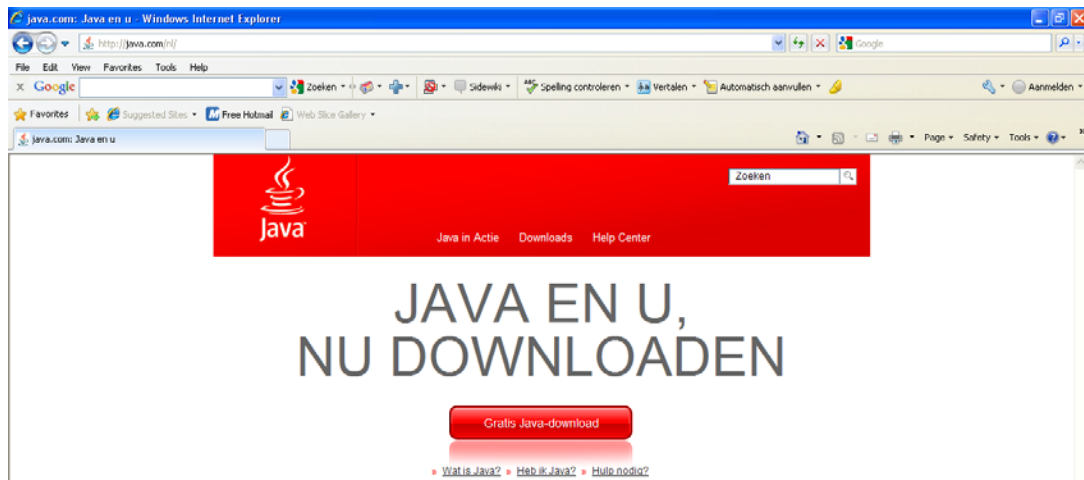 java.com: Java en u - Windows Internet Explorer
http://java.com/nl/
Google
File Edit View Favorites Tools Help
x Google Zoeken Sidewiki Spelling controleren Vertalen Automatisch aanvullen Aanmelden
Favorites Suggested Sites Free Hotmail Web Slice Gallery
java.com: Java en u Page Safety Tools
Zoeken
Java
Java in Actie Downloads Help Center
JAVA EN U,
NU DOWNLOADEN
Gratis Java-download
» Wat is Java? » Heb ik Java? » Hulp nodig?